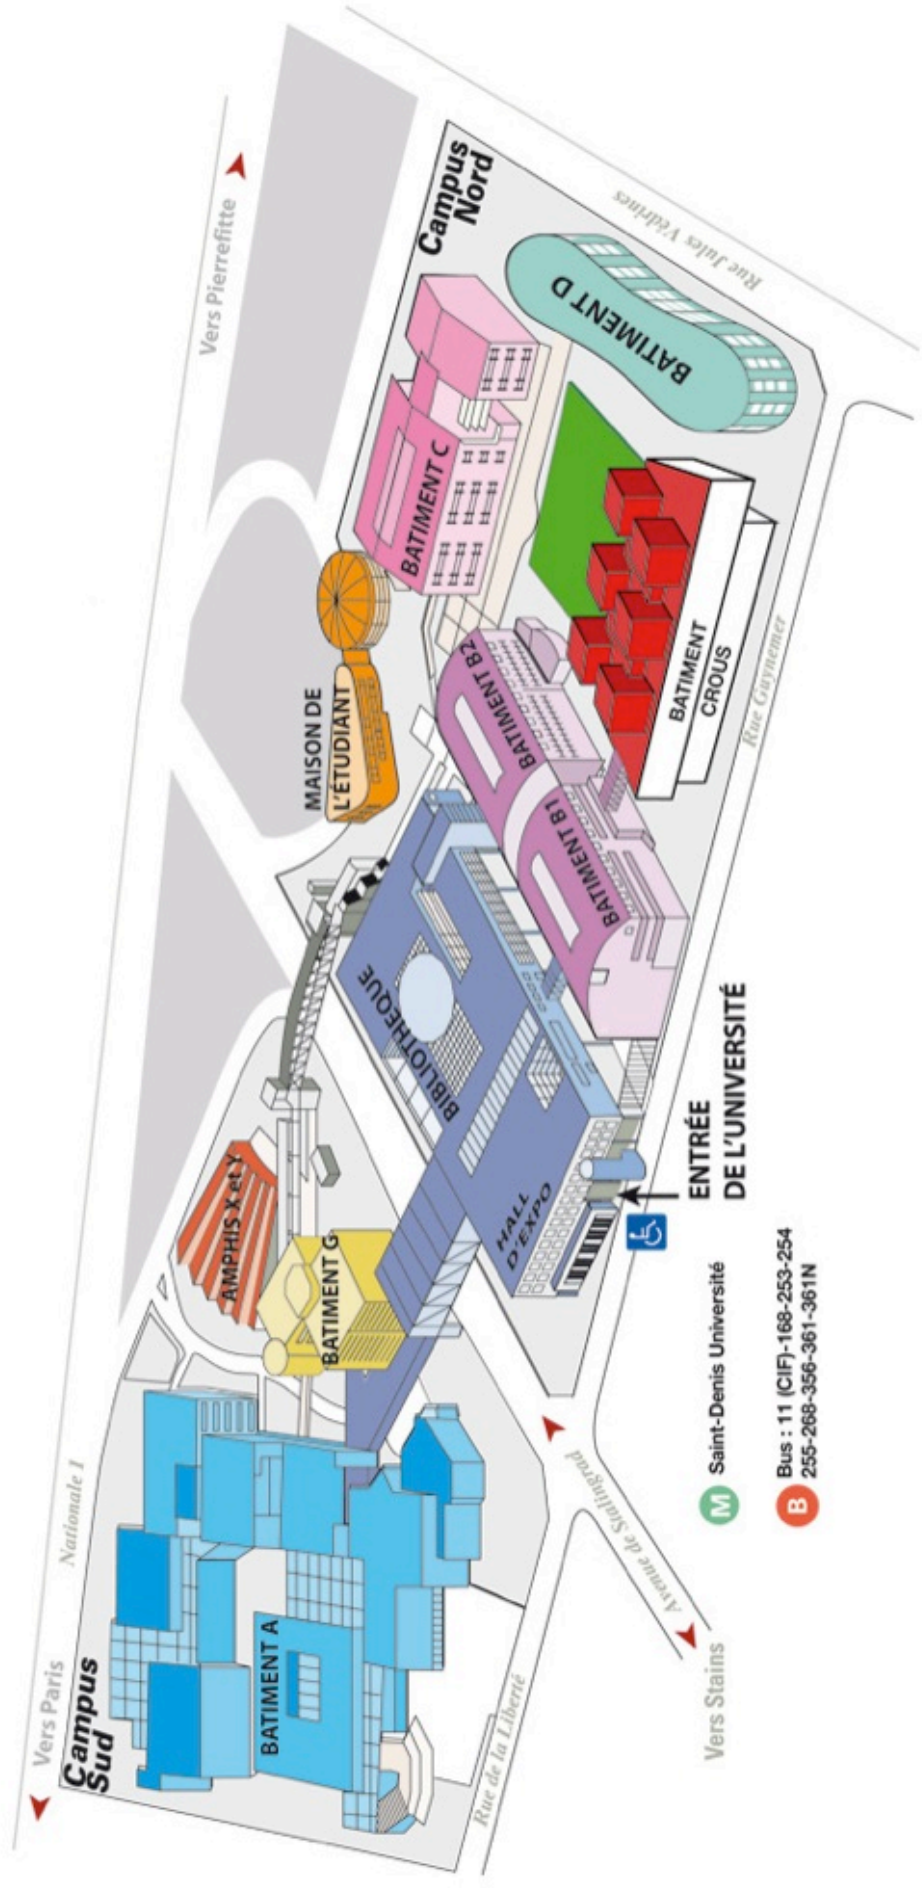 Vers Paris
Nationale 1
Vers Pierrefitte
Campus
Sud
BATIMENT A
AMPHIS X et Y
BATIMENT G
MAISON DE
L'ÉTUDIANT
BATIMENT C
Campus
Nord
BIBLIOTHEQUE
HALL
D'EXPO
BATIMENT B1
BATIMENT B2
BATIMENT D
BATIMENT
CROUS
Rue Jules Védrines
Rue Guynemer
Rue de la Liberté
Avenue de Stalingrad
Vers Stains
ENTRÉE
DE L'UNIVERSITÉ
M Saint-Denis Université
B Bus : 11 (CIF)-168-253-254
255-268-356-361-361N